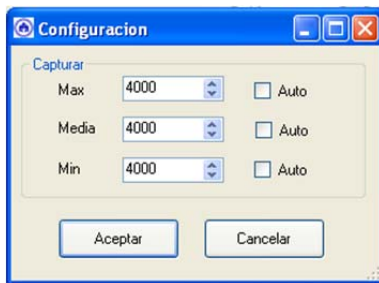 Configuracion
Capturar
Max 4000 Auto
Media 4000 Auto
Min 4000 Auto
Aceptar Cancelar